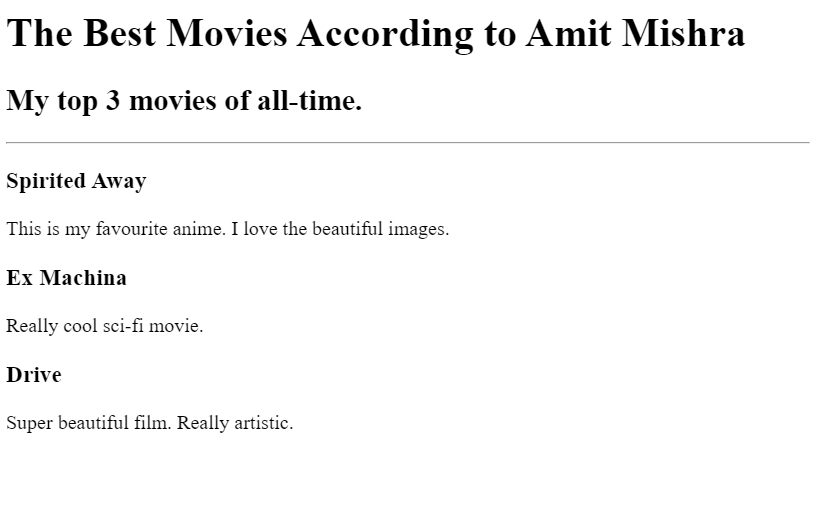 The Best Movies According to Amit Mishra
My top 3 movies of all-time.
Spirited Away
This is my favourite anime. I love the beautiful images.
Ex Machina
Really cool sci-fi movie.
Drive
Super beautiful film. Really artistic.